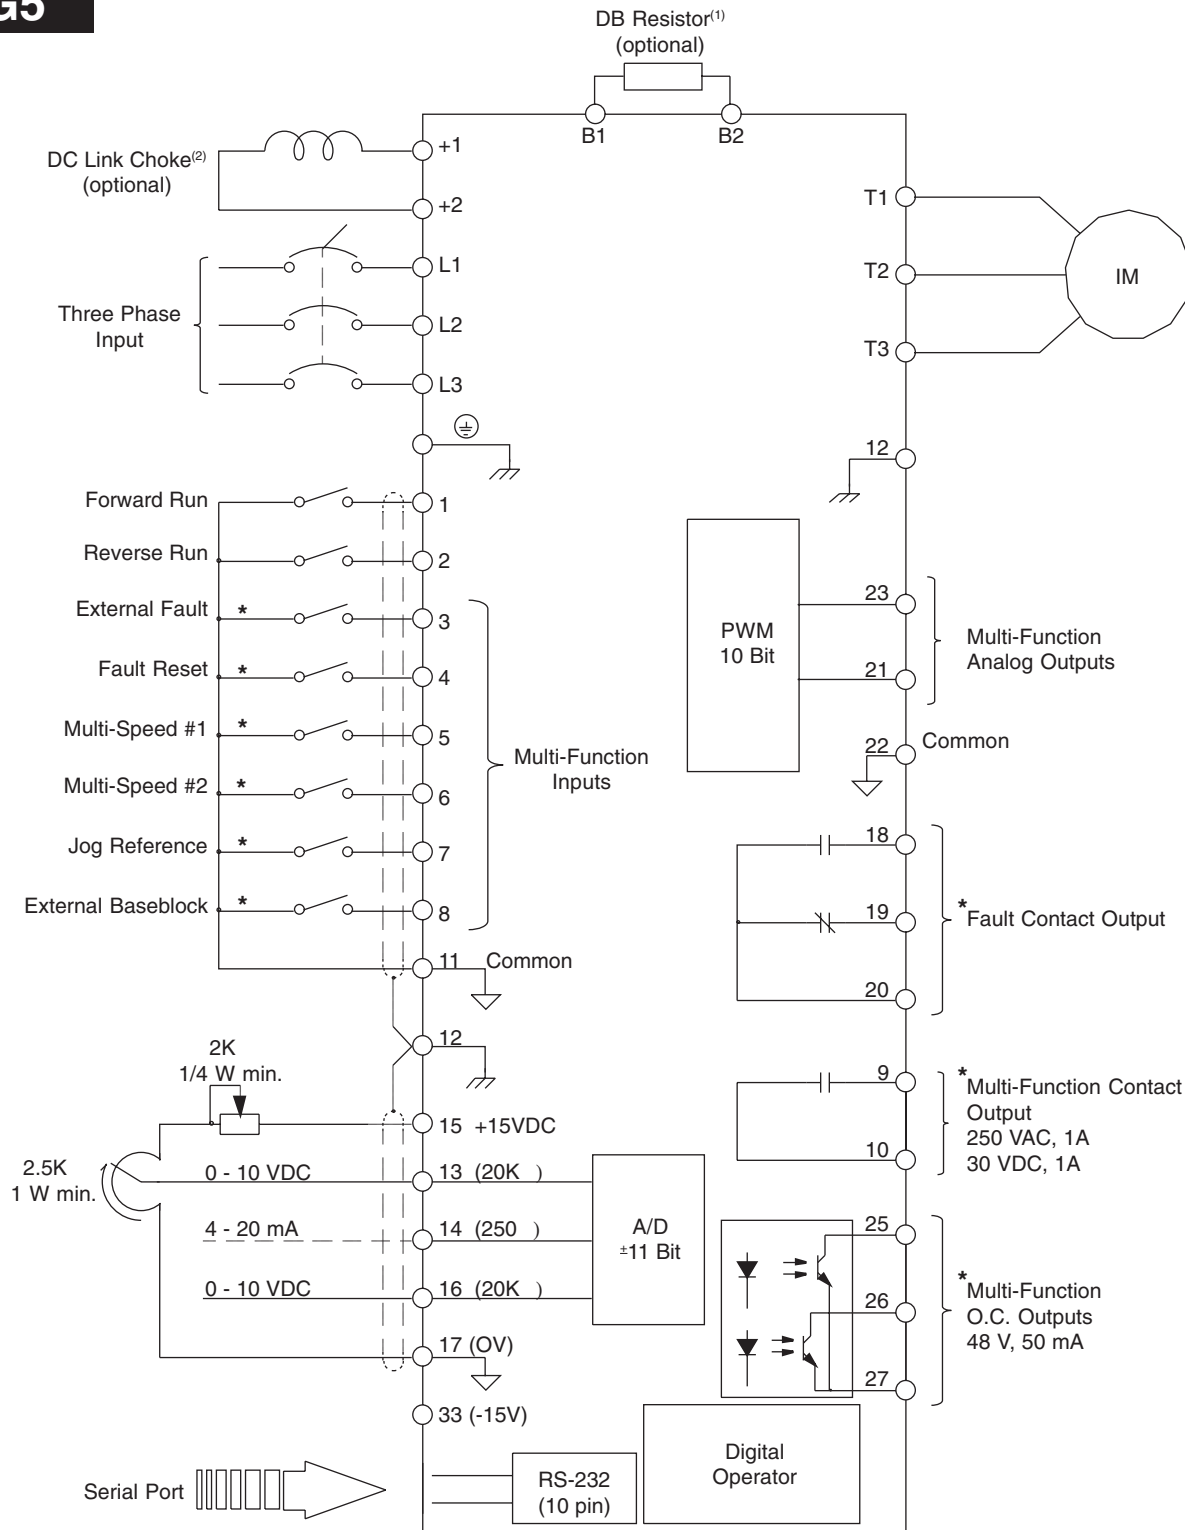 G5
DB Resistor(1)
(optional)
B1
B2
DC Link Choke(2)
(optional)
+1
+2
Three Phase
Input
L1
L2
L3
T1
T2
T3
IM
12
Forward Run
1
Reverse Run
2
External Fault
*
3
Fault Reset
*
4
Multi-Speed #1
*
5
Multi-Speed #2
*
6
Jog Reference
*
7
External Baseblock
*
8
Multi-Function
Inputs
11
Common
12
PWM
10 Bit
23
21
Multi-Function
Analog Outputs
22
Common
18
19
20
*Fault Contact Output
9
10
*Multi-Function Contact
Output
250 VAC, 1A
30 VDC, 1A
2K
1/4 W min.
15 +15VDC
2.5K
1 W min.
0 - 10 VDC
13 (20K )
4 - 20 mA
14 (250 )
0 - 10 VDC
16 (20K )
A/D
±11 Bit
17 (OV)
33 (-15V)
25
26
27
*Multi-Function
O.C. Outputs
48 V, 50 mA
Serial Port
RS-232
(10 pin)
Digital
Operator